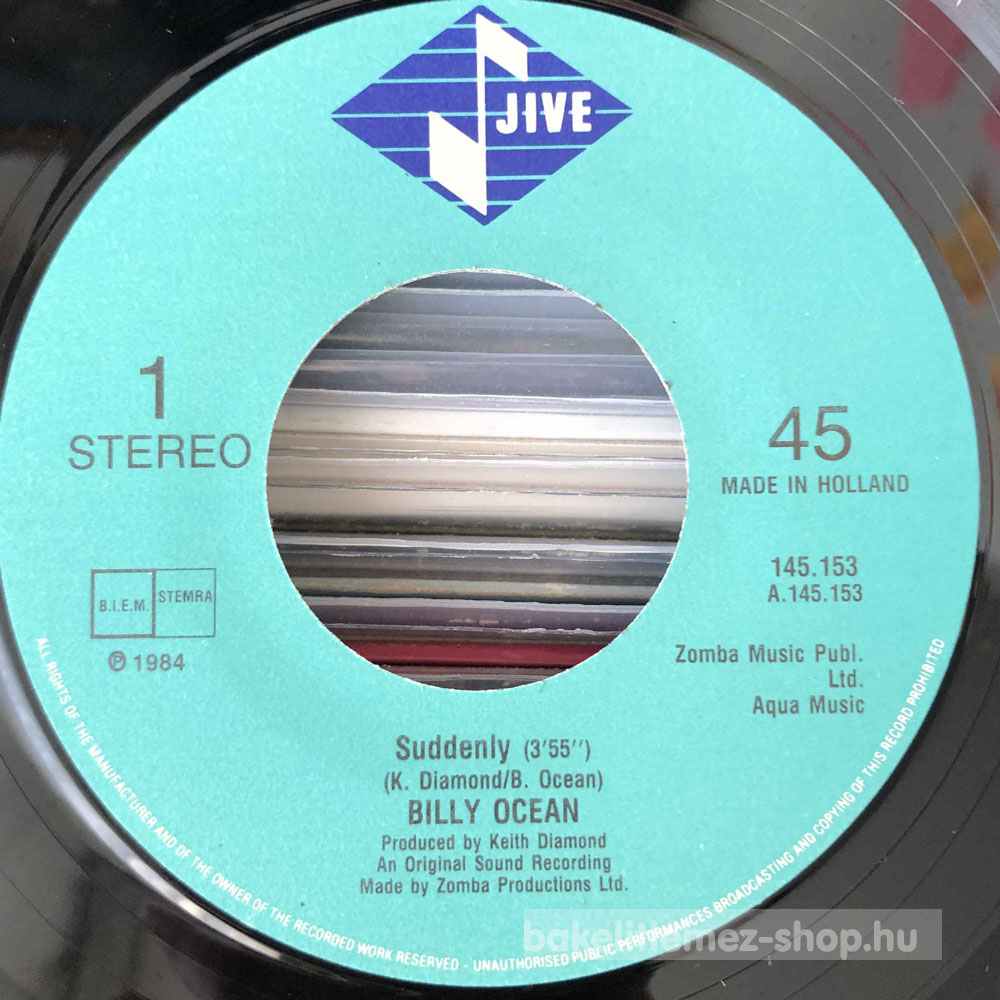 JIVE
1
STEREO
45
MADE IN HOLLAND
B.I.E.M. STEMRA
℗ 1984
145.153
A.145.153
Zomba Music Publ.
Ltd.
Aqua Music
Suddenly (3'55'')
(K. Diamond/B. Ocean)
BILLY OCEAN
Produced by Keith Diamond
An Original Sound Recording
Made by Zomba Productions Ltd.
ALL RIGHTS OF THE MANUFACTURER AND OF THE OWNER OF THE RECORDED WORK RESERVED - UNAUTHORISED PUBLIC PERFORMANCES BROADCASTING AND COPYING OF THIS RECORD PROHIBITED
bakelitlemez-shop.hu